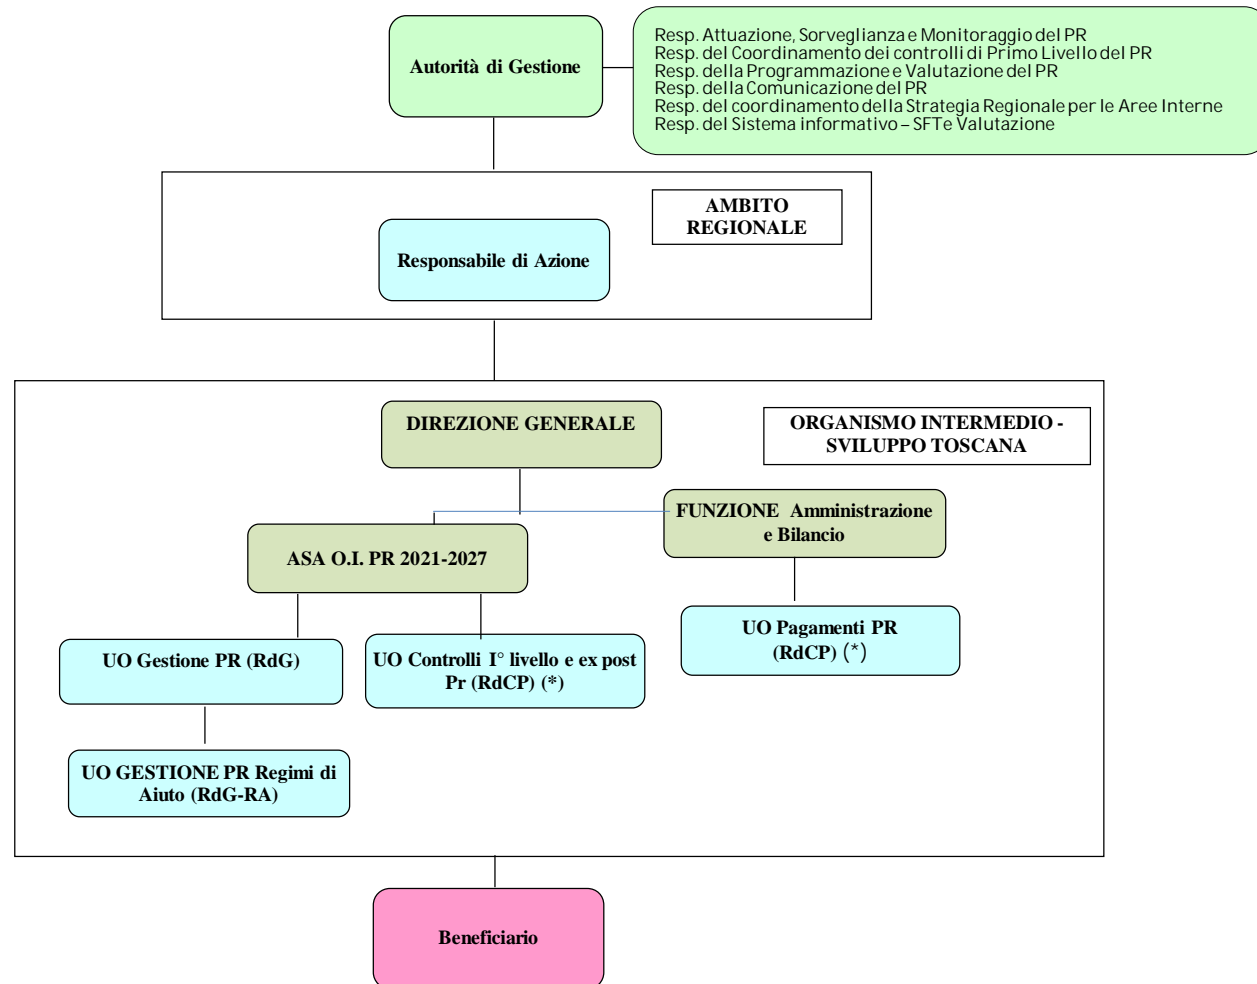 Autorità di Gestione
Resp. Attuazione, Sorveglianza e Monitoraggio del PR
Resp. del Coordinamento dei controlli di Primo Livello del PR
Resp. della Programmazione e Valutazione del PR
Resp. della Comunicazione del PR
Resp. del coordinamento della Strategia Regionale per le Aree Interne
Resp. del Sistema informativo – SFT e Valutazione
AMBITO
REGIONALE
Responsabile di Azione
DIREZIONE GENERALE
ORGANISMO INTERMEDIO -
SVILUPPO TOSCANA
FUNZIONE Amministrazione
e Bilancio
ASA O.I. PR 2021-2027
UO Gestione PR (RdG)
UO Controlli I° livello e ex post
Pr (RdCP) (*)
UO Pagamenti PR
(RdCP) (*)
UO GESTIONE PR Regimi di
Aiuto (RdG-RA)
Beneficiario